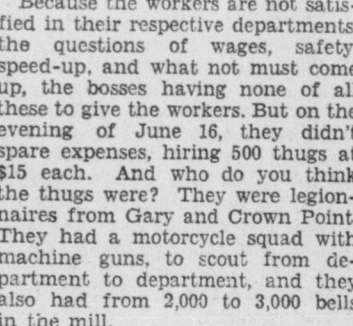 Because the workers are not satis-
fied in their respective departments
the questions of wages, safety
speed-up, and what not must come
up, the bosses having none of all
these to give the workers. But on the
evening of June 16, they didn't
spare expenses, hiring 500 thugs at
$15 each. And who do you think
the thugs were? They were legion-
naires from Gary and Crown Point
They had a motorcycle squad with
machine guns, to scout from de-
partment to department, and they
also had from 2,000 to 3,000 bells
in the mill.